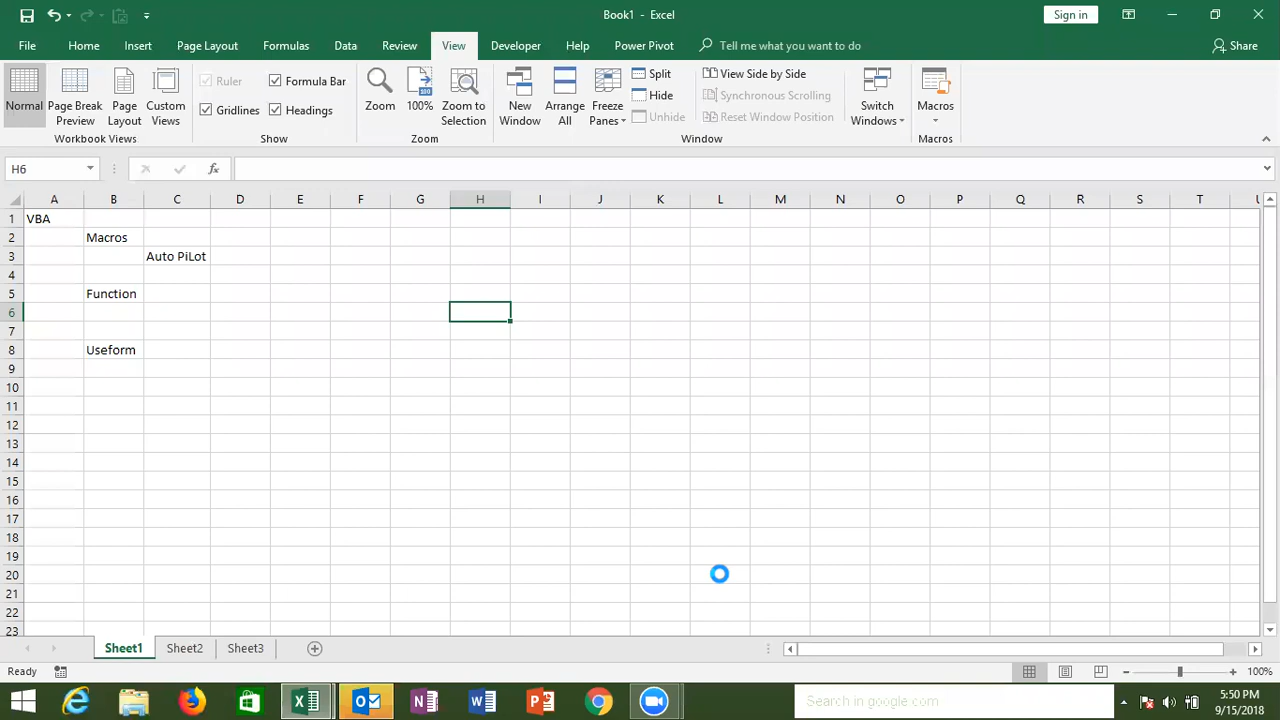 Book1 - Excel
Sign in
File Home Insert Page Layout Formulas Data Review View Developer Help Power Pivot Tell me what you want to do Share
Normal
Page Break Preview
Page Layout
Custom Views
Workbook Views
Ruler
Formula Bar
Gridlines
Headings
Show
Zoom
100%
Zoom to Selection
Zoom
New Window
Arrange All
Freeze Panes
Split
Hide
Unhide
View Side by Side
Synchronous Scrolling
Reset Window Position
Switch Windows
Window
Macros
Macros
H6
fx
A B C D E F G H I J K L M N O P Q R S T U
1 VBA
2 Macros
3 Auto PiLot
4
5 Function
6
7
8 Useform
9
10
11
12
13
14
15
16
17
18
19
20
21
22
23
Sheet1 Sheet2 Sheet3
Ready
100%
Search in google.com
5:50 PM
9/15/2018